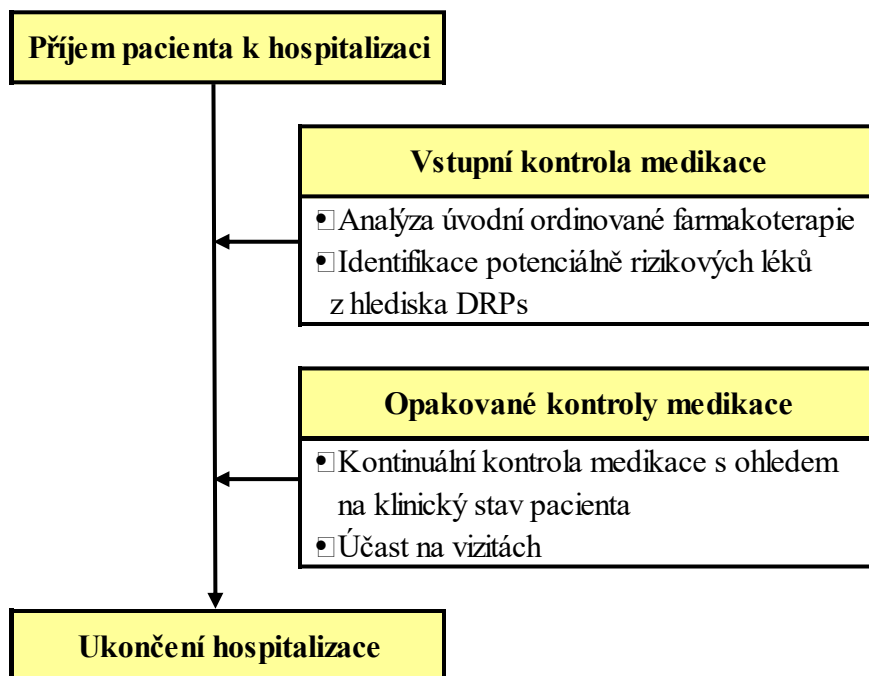 Příjem pacienta k hospitalizaci
Vstupní kontrola medikace
• Analýza úvodní ordinované farmakoterapie
• Identifikace potenciálně rizikových léků
z hlediska DRPs
Opakované kontroly medikace
• Kontinuální kontrola medikace s ohledem
na klinický stav pacienta
• Účast na vizitách
Ukončení hospitalizace